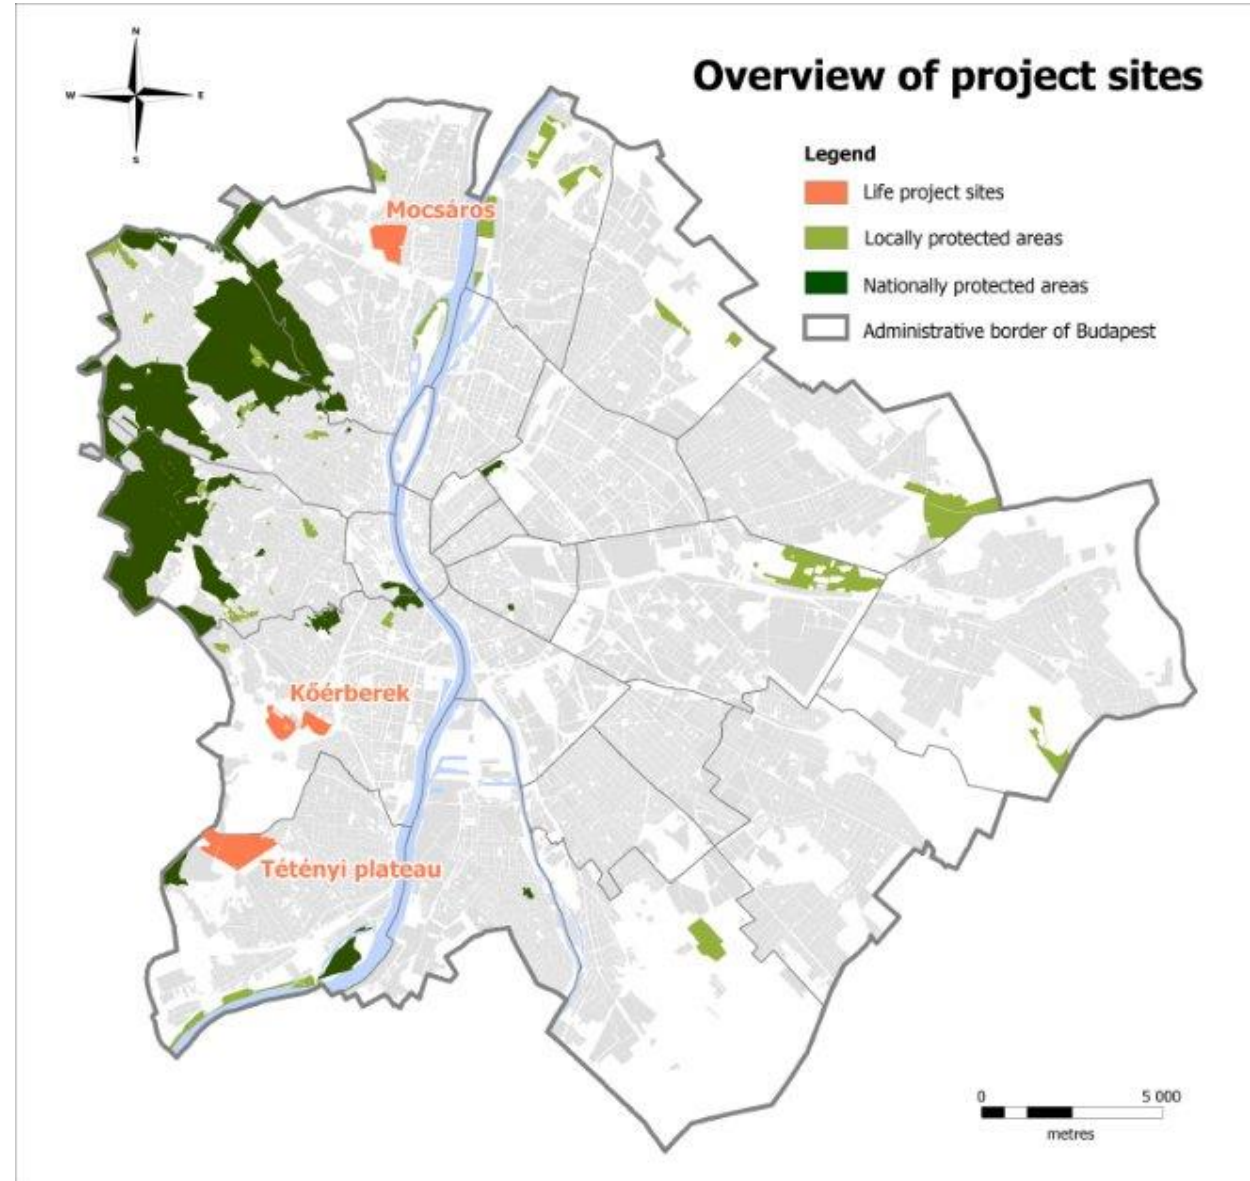 N
W E
S
Overview of project sites
Legend
Life project sites
Locally protected areas
Nationally protected areas
Administrative border of Budapest
Mocsáros
Kőérberek
Tétényi plateau
0 5 000
metres